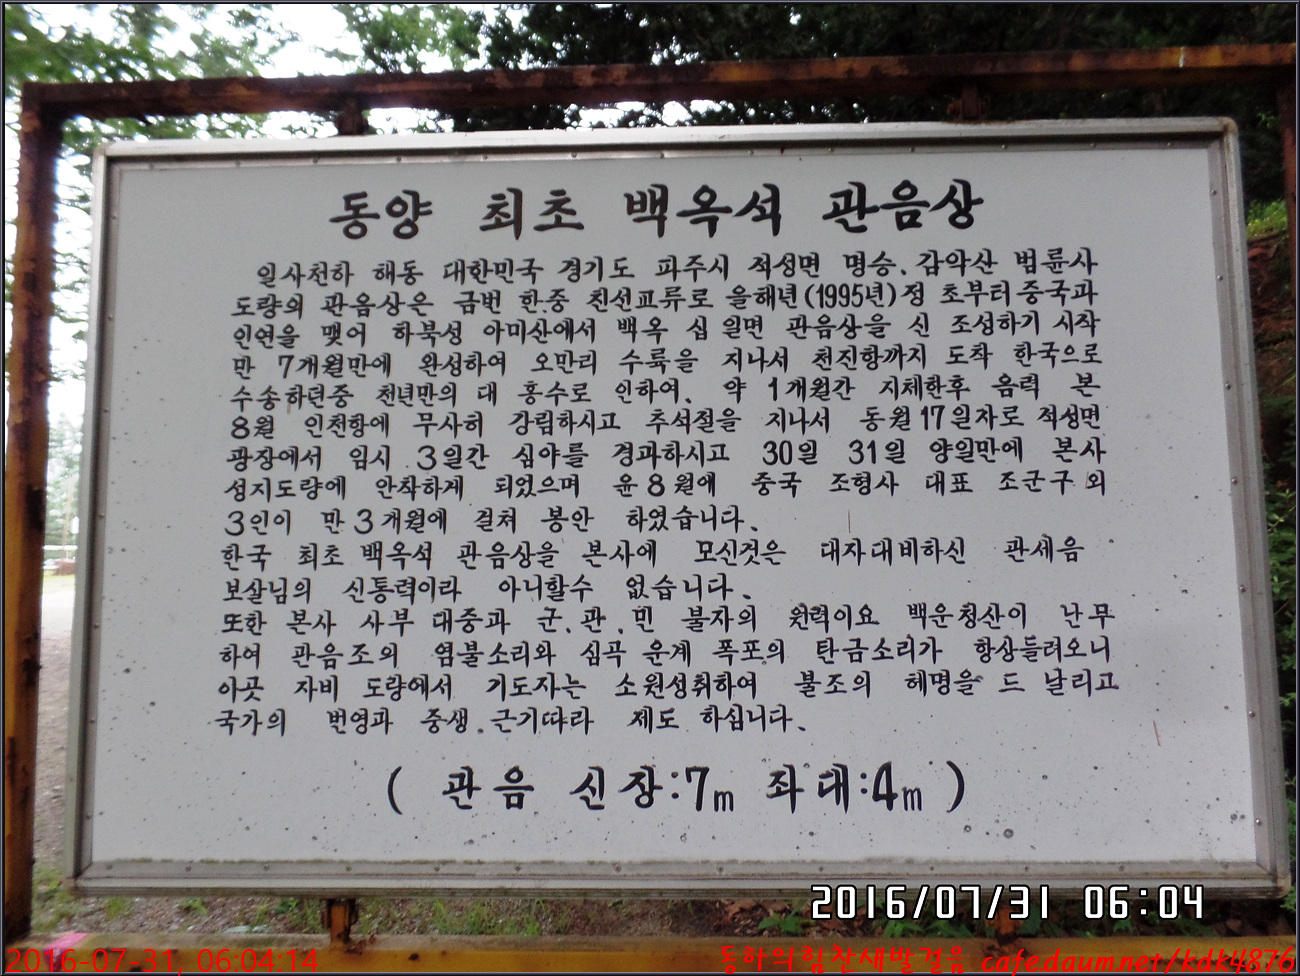 동양 최초 백옥석 관음상
일사천하 해동 대한민국 경기도 파주시 적성면 명승. 감악산 법륜사
도량의 관음상은 금번 한.중 친선교류로 을해년(1995년)정 초부터 중국과
인연을 맺어 하북성 아미산에서 백옥 십 일면 관음상을 신 조성하기 시작
만 7개월만에 완성하여 오만리 수륙을 지나서 천진항까지 도착 한국으로
수송하련중 천년만의 대 홍수로 인하여. 약 1개월간 지체한후 음력 본
8월 인천항에 무사히 강림하시고 추석절을 지나서 동월17일자로 적성면
광장에서 임시 3일간 심야를 경과하시고 30일 31일 양일만에 본사
성지도량에 안착하게 되었으며 윤8월에 중국 조형사 대표 조군구외
3인이 만3개월에 걸쳐 봉안 하였습니다.
한국 최초 백옥석 관음상을 본사에 모신것은 대자대비하신 관세음
보살님의 신통력이라 아니할수 없습니다.
또한 본사 사부 대중과 군.관.민 불자의 원력이요 백운청산이 난무
하여 관음조의 염불소리와 심곡 운계 폭포의 탄금소리가 항상들려오니
이곳 자비 도량에서 기도자는 소원성취하여 불조의 혜명을 드 날리고
국가의 번영과 중생.근기따라 제도 하십니다.
( 관음 신장:7m 좌대:4m )
2016/07/31 06:04
2016-07-31, 06:04:14
동하의힘찬새발걸음 cafe.daum.net/kdk4876